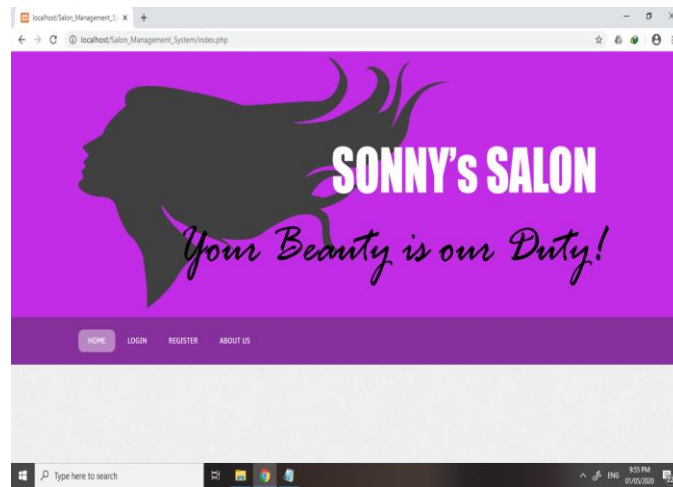 localhost/Salon_Management_S
localhost/Salon_Management_System/index.php
SONNY's SALON
Your Beauty is our Duty!
HOME LOGIN REGISTER ABOUT US
Type here to search
ENG
9:55 PM
01/05/2020